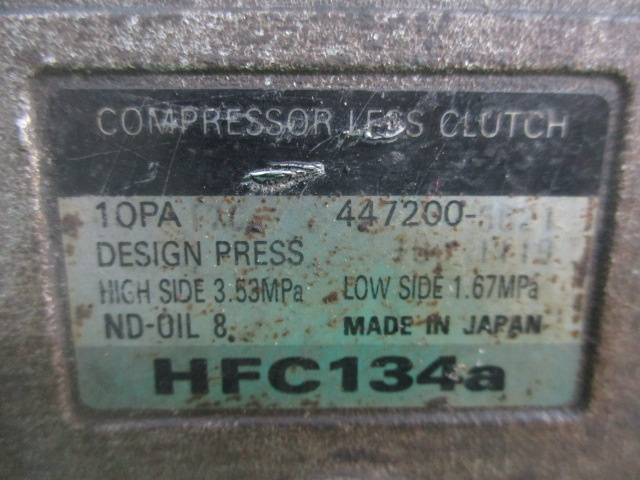 COMPRESSOR LESS CLUTCH
10PA 447200-
DESIGN PRESS
HIGH SIDE 3.53MPa LOW SIDE 1.67MPa
ND-OIL 8
MADE IN JAPAN
HFC134a